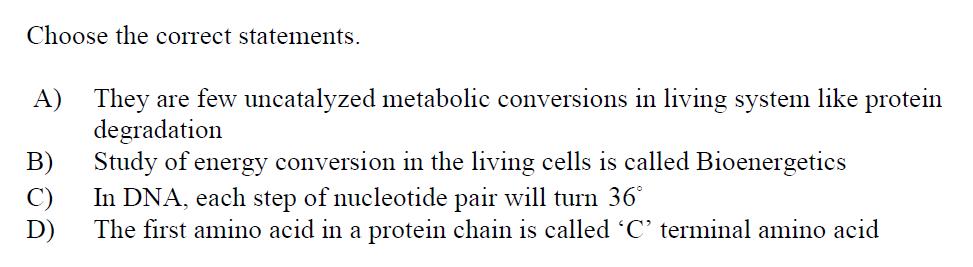 Choose the correct statements.
A) They are few uncatalyzed metabolic conversions in living system like protein
degradation
B) Study of energy conversion in the living cells is called Bioenergetics
C) In DNA, each step of nucleotide pair will turn 36°
D) The first amino acid in a protein chain is called ‘C’ terminal amino acid